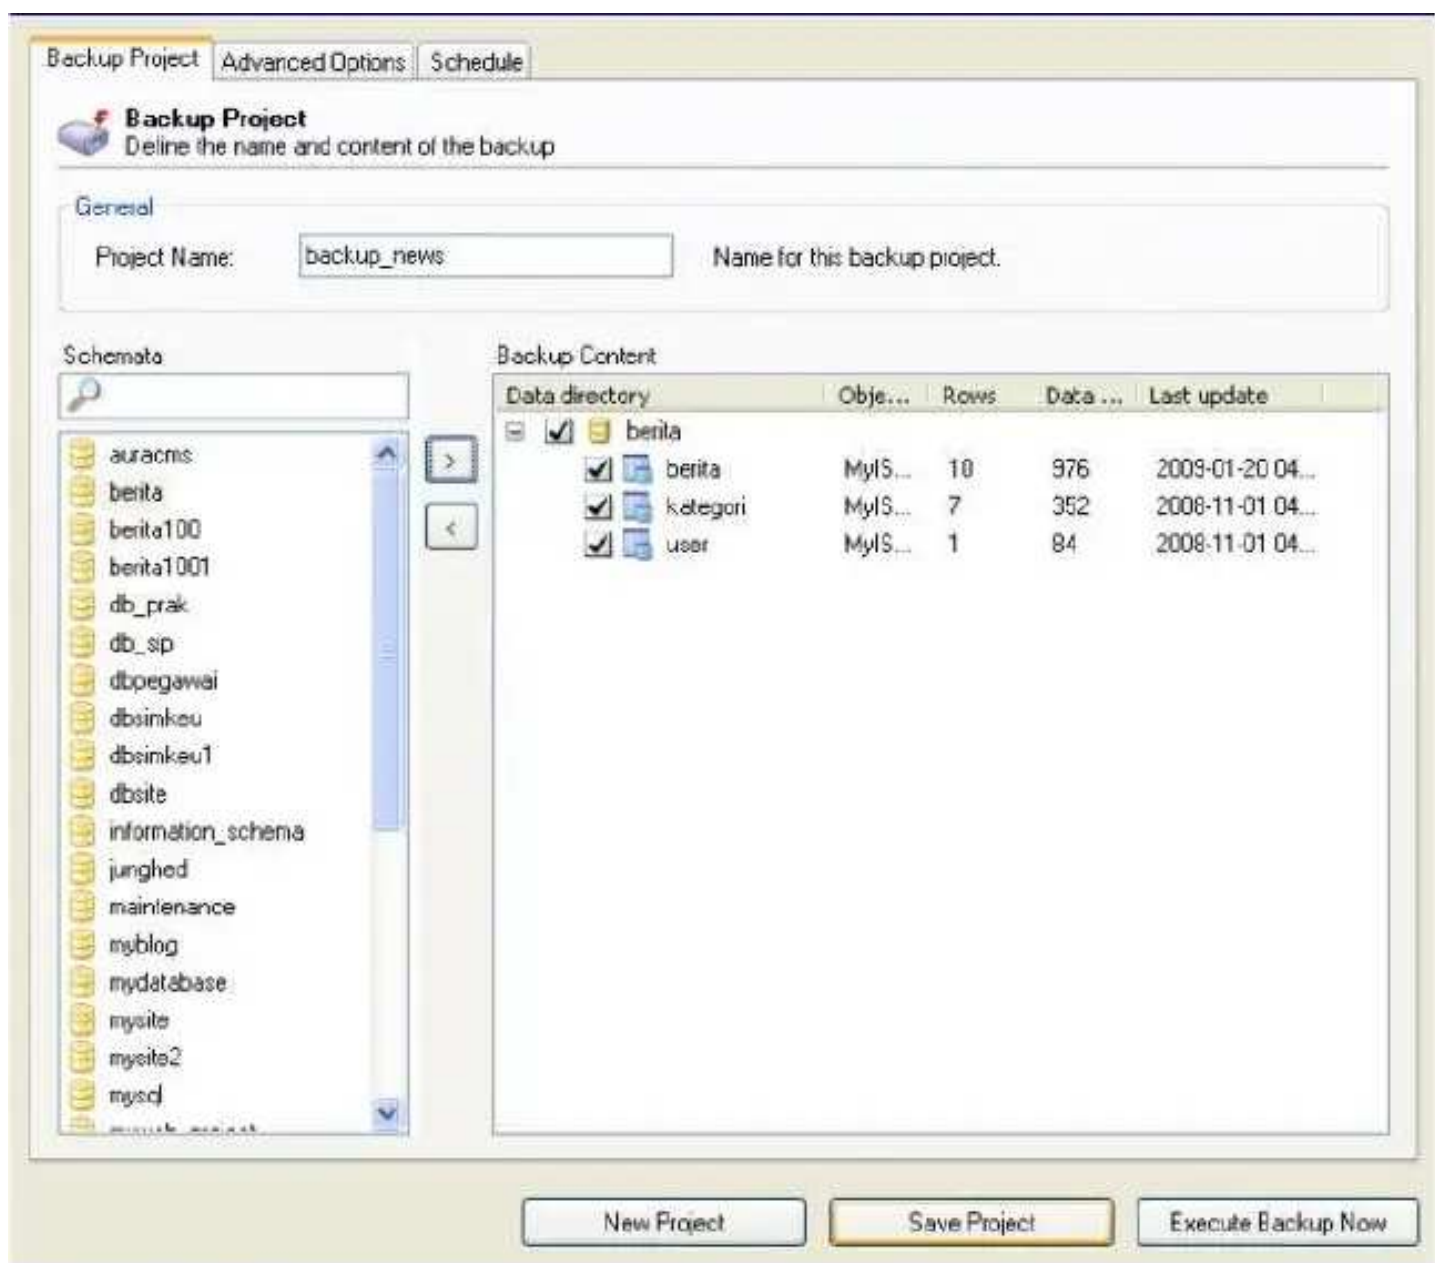 Backup Project
Advanced Options
Schedule
Backup Project
Define the name and content of the backup
General
Project Name:
backup_news
Name for this backup project.
Schemata
auracms
berita
berita100
berita1001
db_prak
db_sip
dbpegawai
dbsimkeu
dbsimkeu1
dbsite
information_schema
junghed
maintenance
myblog
mydatabase
mysite
mysite2
mysql
>
<
Backup Content
Data directory Obje... Rows Data ... Last update
berita
berita MyIS... 10 976 2009-01-20 04...
kategori MyIS... 7 352 2008-11-01 04...
user MyIS... 1 84 2008-11-01 04...
New Project
Save Project
Execute Backup Now